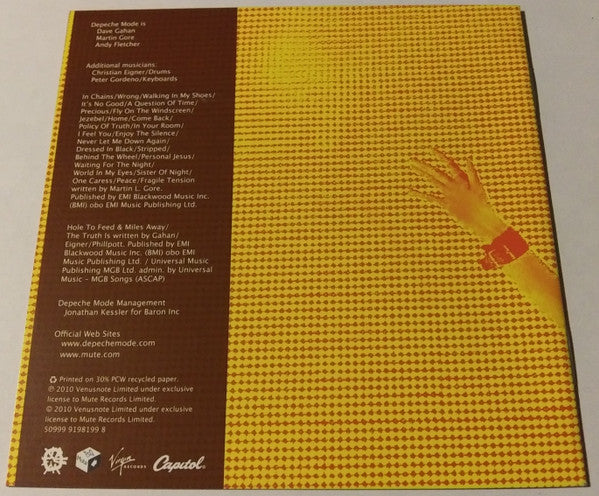 Depeche Mode is
Dave Gahan
Martin Gore
Andy Fletcher
Additional musicians:
Christian Eigner/Drums
Peter Gordeno/Keyboards
In Chains/Wrong/Walking In My Shoes/
It's No Good/A Question Of Time/
Precious/Fly On The Windscreen/
Jezebel/Home/Come Back/
Policy Of Truth/In Your Room/
I Feel You/Enjoy The Silence/
Never Let Me Down Again/
Dressed In Black/Stripped/
Behind The Wheel/Personal Jesus/
Waiting For The Night/
World In My Eyes/Sister Of Night/
One Caress/Peace/Fragile Tension
written by Martin L. Gore.
Published by EMI Blackwood Music Inc.
(BMI) obo EMI Music Publishing Ltd.
Hole To Feed & Miles Away/
The Truth Is written by Gahan/
Eigner/Phillpott. Published by EMI
Blackwood Music Inc. (BMI) obo EMI
Music Publishing Ltd. / Universal Music
Publishing MGB Ltd. admin. by Universal
Music - MGB Songs (ASCAP)
Depeche Mode Management
Jonathan Kessler for Baron Inc
Official Web Sites
www.depechemode.com
www.mute.com
Printed on 30% PCW recycled paper.
℗ 2010 Venusnote Limited under exclusive
license to Mute Records Limited.
© 2010 Venusnote Limited under exclusive
license to Mute Records Limited.
50999 9198199 8
Virgin RECORDS Capitol®